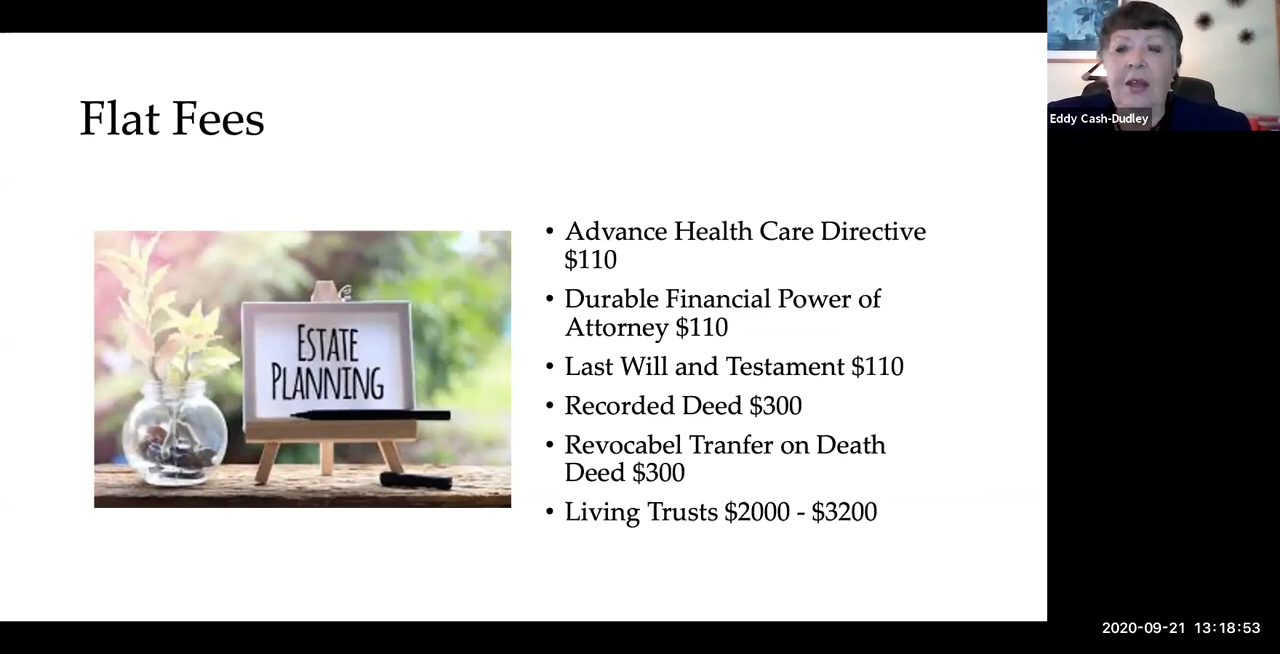 Flat Fees
ESTATE
PLANNING
• Advance Health Care Directive
$110
• Durable Financial Power of
Attorney $110
• Last Will and Testament $110
• Recorded Deed $300
• Revocabel Tranfer on Death
Deed $300
• Living Trusts $2000 - $3200
Eddy Cash-Dudley
2020-09-21 13:18:53